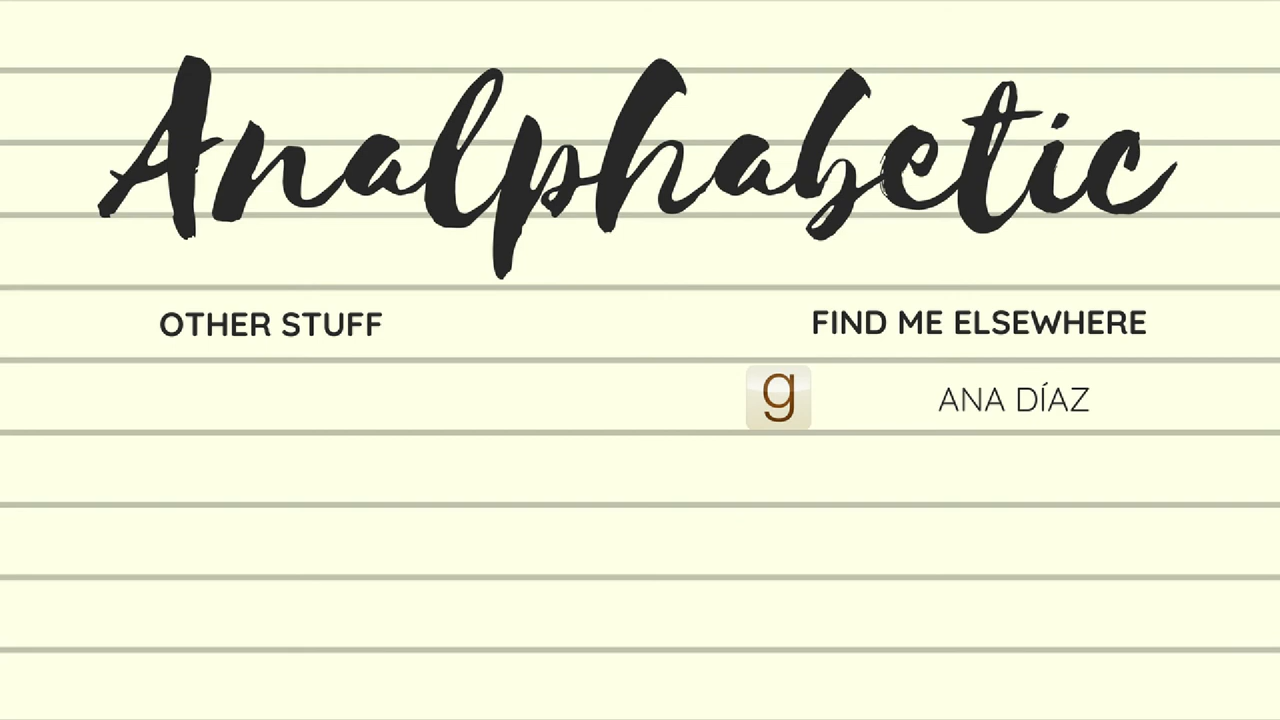 Analphabetic
OTHER STUFF
FIND ME ELSEWHERE
g
ANA DÍAZ